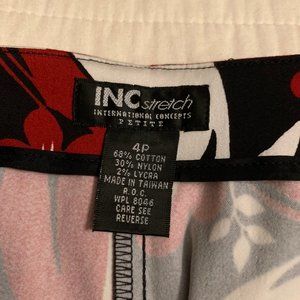 INC stretch
INTERNATIONAL CONCEPTS
PETITE
4P
68% COTTON
30% NYLON
2% LYCRA
MADE IN TAIWAN
R.O.C.
WPL 8046
CARE SEE
REVERSE